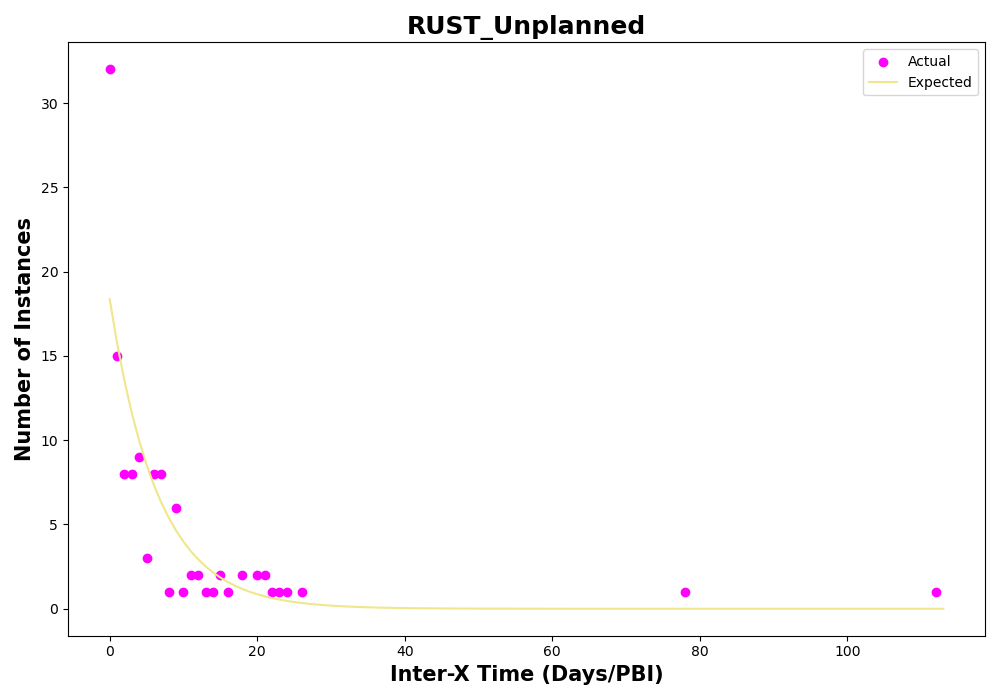 RUST_Unplanned
Actual
Expected
Number of Instances
30
25
20
15
10
5
0
0 20 40 60 80 100
Inter-X Time (Days/PBI)